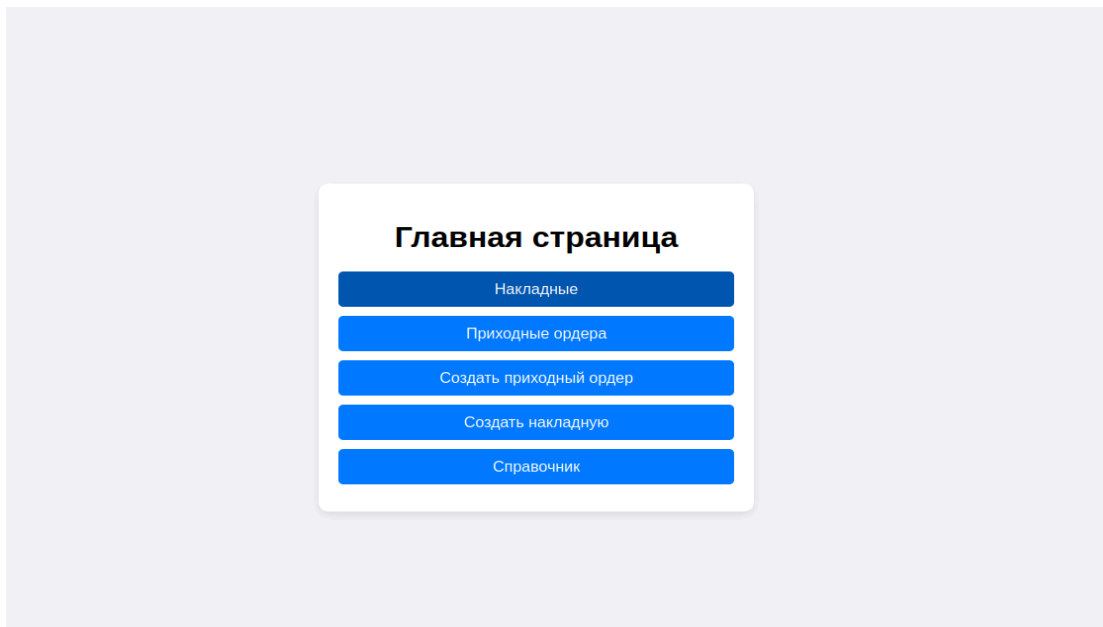 Главная страница
Накладные
Приходные ордера
Создать приходный ордер
Создать накладную
Справочник